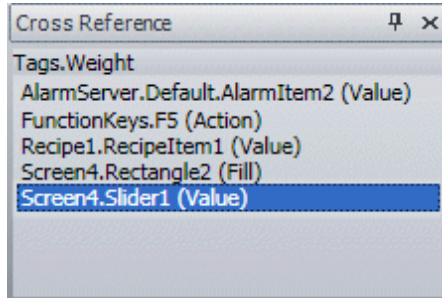 Cross Reference
Tags.Weight
AlarmServer.Default.AlarmItem2 (Value)
FunctionKeys.F5 (Action)
Recipe1.RecipeItem1 (Value)
Screen4.Rectangle2 (Fill)
Screen4.Slider1 (Value)